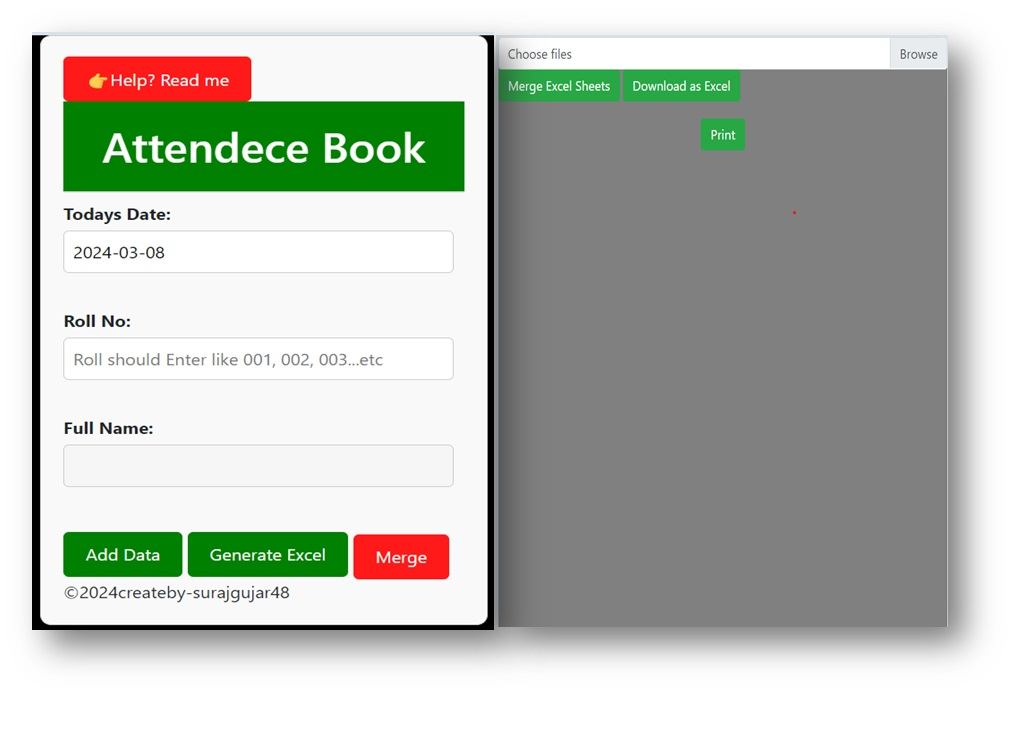 👉Help? Read me
Attendece Book
Todays Date:
2024-03-08
Roll No:
Roll should Enter like 001, 002, 003...etc
Full Name:
Add Data Generate Excel Merge
©2024createby-surajgujar48
Choose files Browse
Merge Excel Sheets Download as Excel
Print